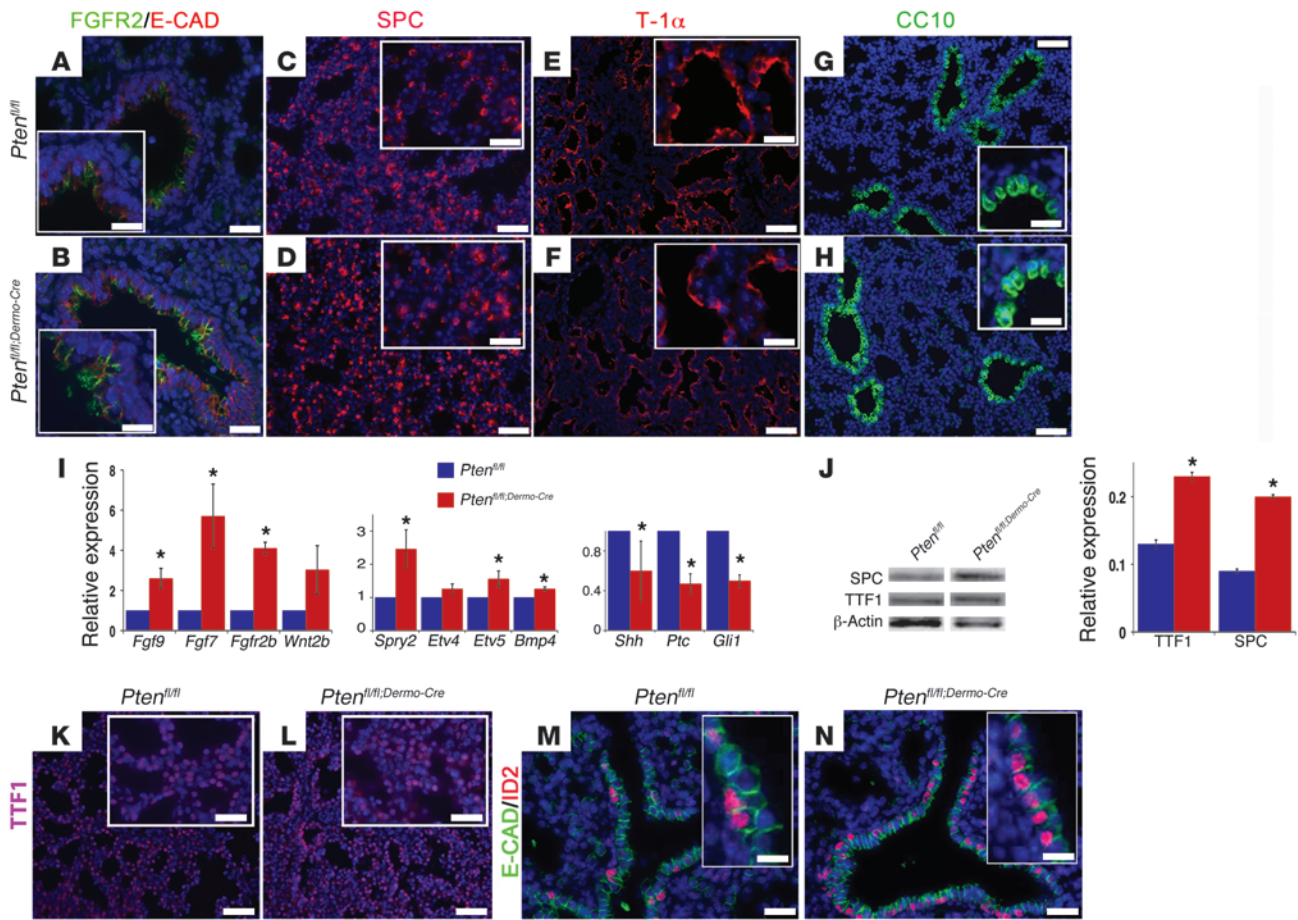 FGFR2/E-CAD SPC T-1α CC10
A C E G
Pten^fl/fl
B D F H
Pten^fl/fl;Dermo-Cre
I
Relative expression
8
6
4
2
0
Fgf9 Fgf7 Fgfr2b Wnt2b
* * *
Pten^fl/fl
Pten^fl/fl;Dermo-Cre
3
2
1
0
Spry2 Etv4 Etv5 Bmp4
* * *
0.8
0.4
0
Shh Ptc Gli1
* * *
J
Pten^fl/fl Pten^fl/fl;Dermo-Cre
SPC
TTF1
β-Actin
Relative expression
0.2
0.1
0
TTF1 SPC
* *
Pten^fl/fl Pten^fl/fl;Dermo-Cre Pten^fl/fl Pten^fl/fl;Dermo-Cre
K L M N
TTF1
E-CAD/ID2